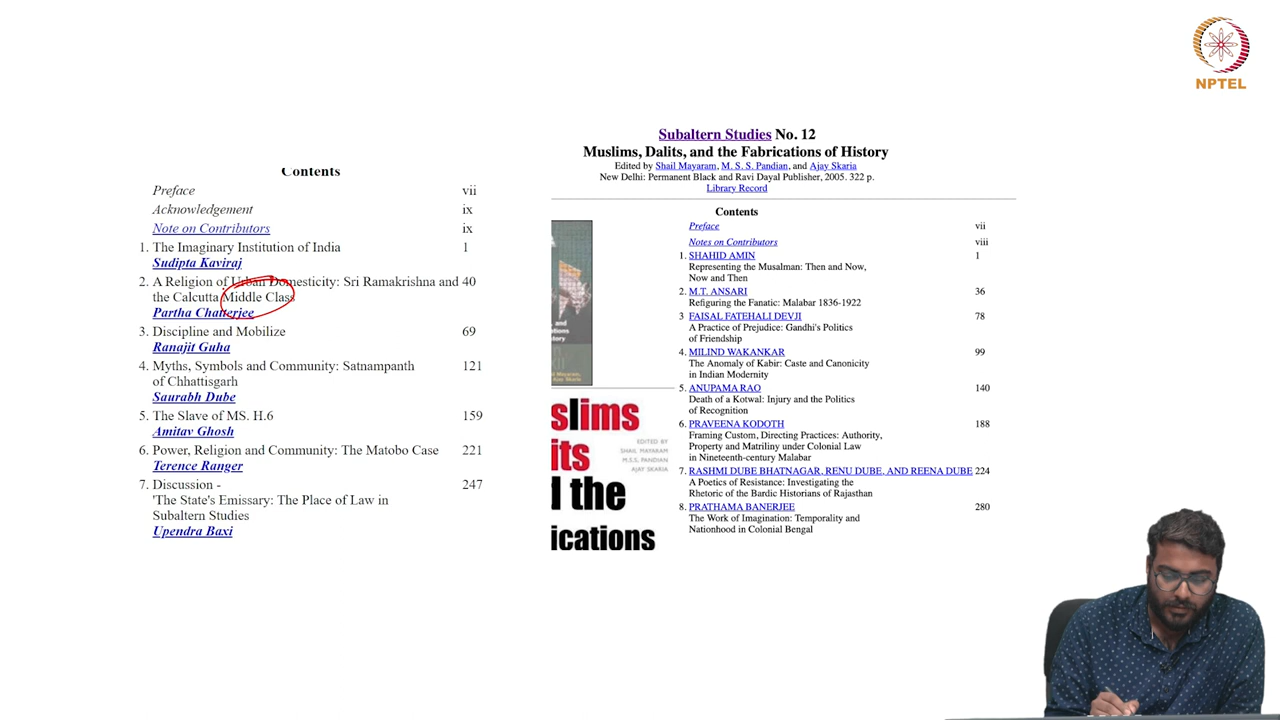 NPTEL
Contents
Preface vii
Acknowledgement ix
Note on Contributors ix
1. The Imaginary Institution of India 1
Sudipta Kaviraj
2. A Religion of Urban Domesticity: Sri Ramakrishna and 40
the Calcutta Middle Class
Partha Chatterjee
3. Discipline and Mobilize 69
Ranajit Guha
4. Myths, Symbols and Community: Satnampanth 121
of Chhattisgarh
Saurabh Dube
5. The Slave of MS. H.6 159
Amitav Ghosh
6. Power, Religion and Community: The Matobo Case 221
Terence Ranger
7. Discussion - 247
'The State's Emissary: The Place of Law in
Subaltern Studies
Upendra Baxi
Subaltern Studies No. 12
Muslims, Dalits, and the Fabrications of History
Edited by Shail Mayaram, M. S. S. Pandian, and Ajay Skaria
New Delhi: Permanent Black and Ravi Dayal Publisher, 2005. 322 p.
Library Record
Contents
Preface vii
Notes on Contributors viii
1. SHAHID AMIN 1
Representing the Musalman: Then and Now,
Now and Then
2. M.T. ANSARI 36
Refiguring the Fanatic: Malabar 1836-1922
3 FAISAL FATEHALI DEVJI 78
A Practice of Prejudice: Gandhi's Politics
of Friendship
4. MILIND WAKANKAR 99
The Anomaly of Kabir: Caste and Canonicity
in Indian Modernity
5. ANUPAMA RAO 140
Death of a Kotwal: Injury and the Politics
of Recognition
6. PRAVEENA KODOTH 188
Framing Custom, Directing Practices: Authority,
Property and Matriliny under Colonial Law
in Nineteenth-century Malabar
7. RASHMI DUBE BHATNAGAR, RENU DUBE, AND REENA DUBE 224
A Poetics of Resistance: Investigating the
Rhetoric of the Bardic Historians of Rajasthan
8. PRATHAMA BANERJEE 280
The Work of Imagination: Temporality and
Nationhood in Colonial Bengal
slims
its
l the
ications
EDITED BY
SHAIL MAYARAM
M.S.S. PANDIAN
AJAY SKARIA